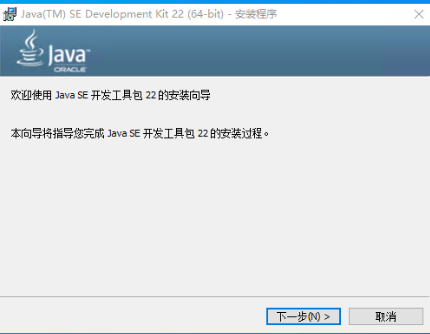 Java(TM) SE Development Kit 22 (64-bit) - 安装程序
Java™
ORACLE
欢迎使用 Java SE 开发工具包 22 的安装向导
本向导将指导您完成 Java SE 开发工具包 22 的安装过程。
下一步(N) >
取消